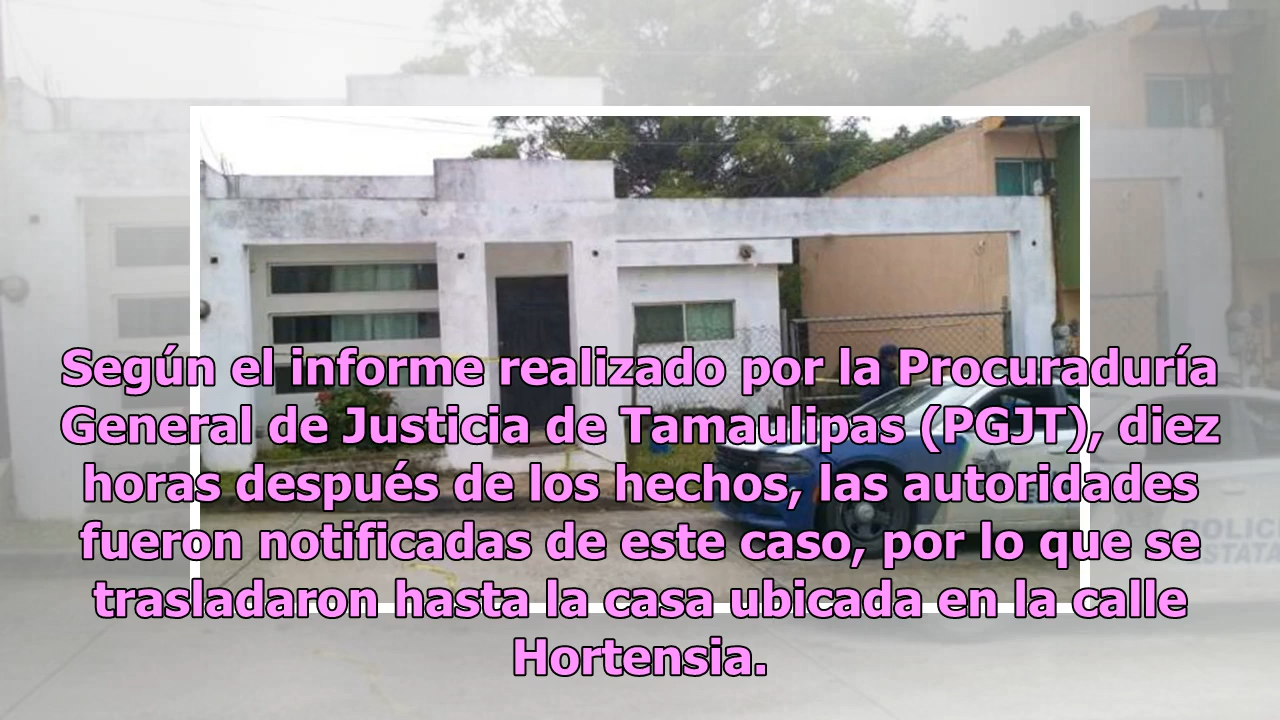 Según el informe realizado por la Procuraduría
General de Justicia de Tamaulipas (PGJT), diez
horas después de los hechos, las autoridades
fueron notificadas de este caso, por lo que se
trasladaron hasta la casa ubicada en la calle
Hortensia.